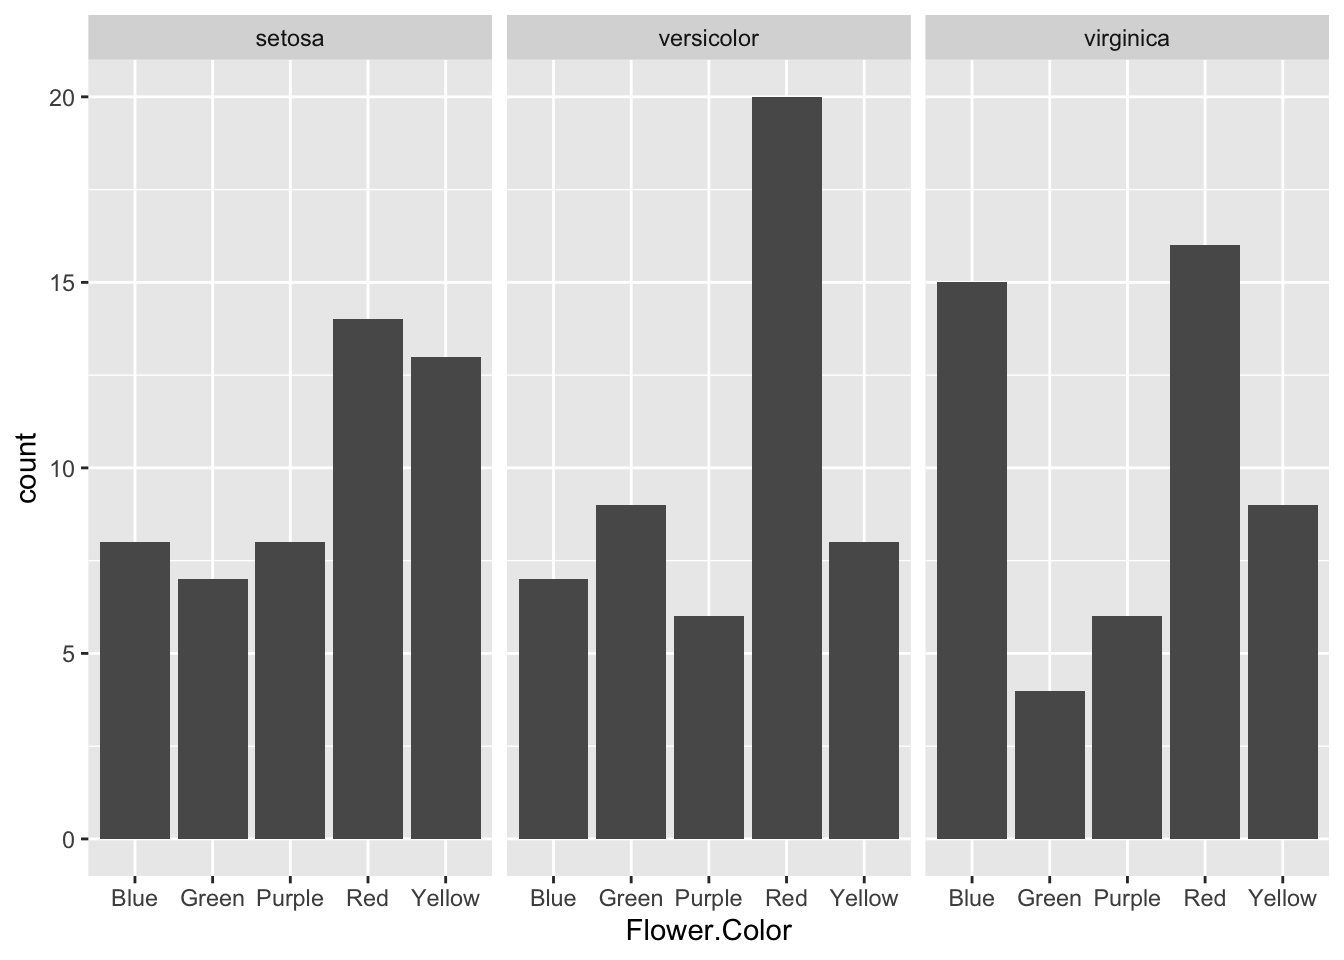 setosa versicolor virginica
20
15
10
5
0
count
Blue Green Purple Red Yellow Blue Green Purple Red Yellow Blue Green Purple Red Yellow
Flower.Color